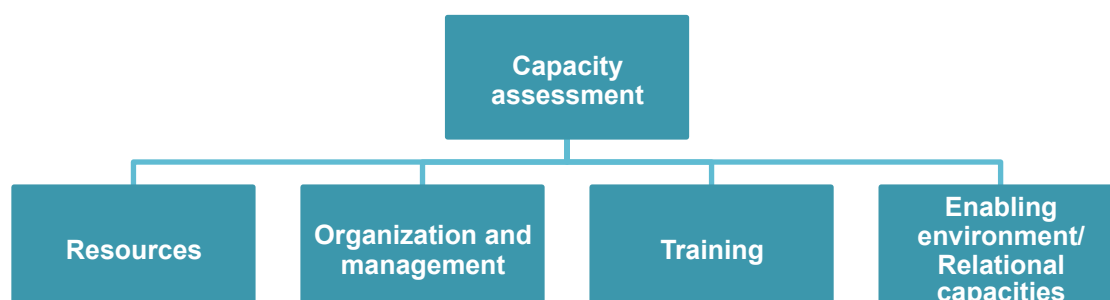 Capacity
assessment
Resources
Organization and
management
Training
Enabling
environment/
Relational
capacities